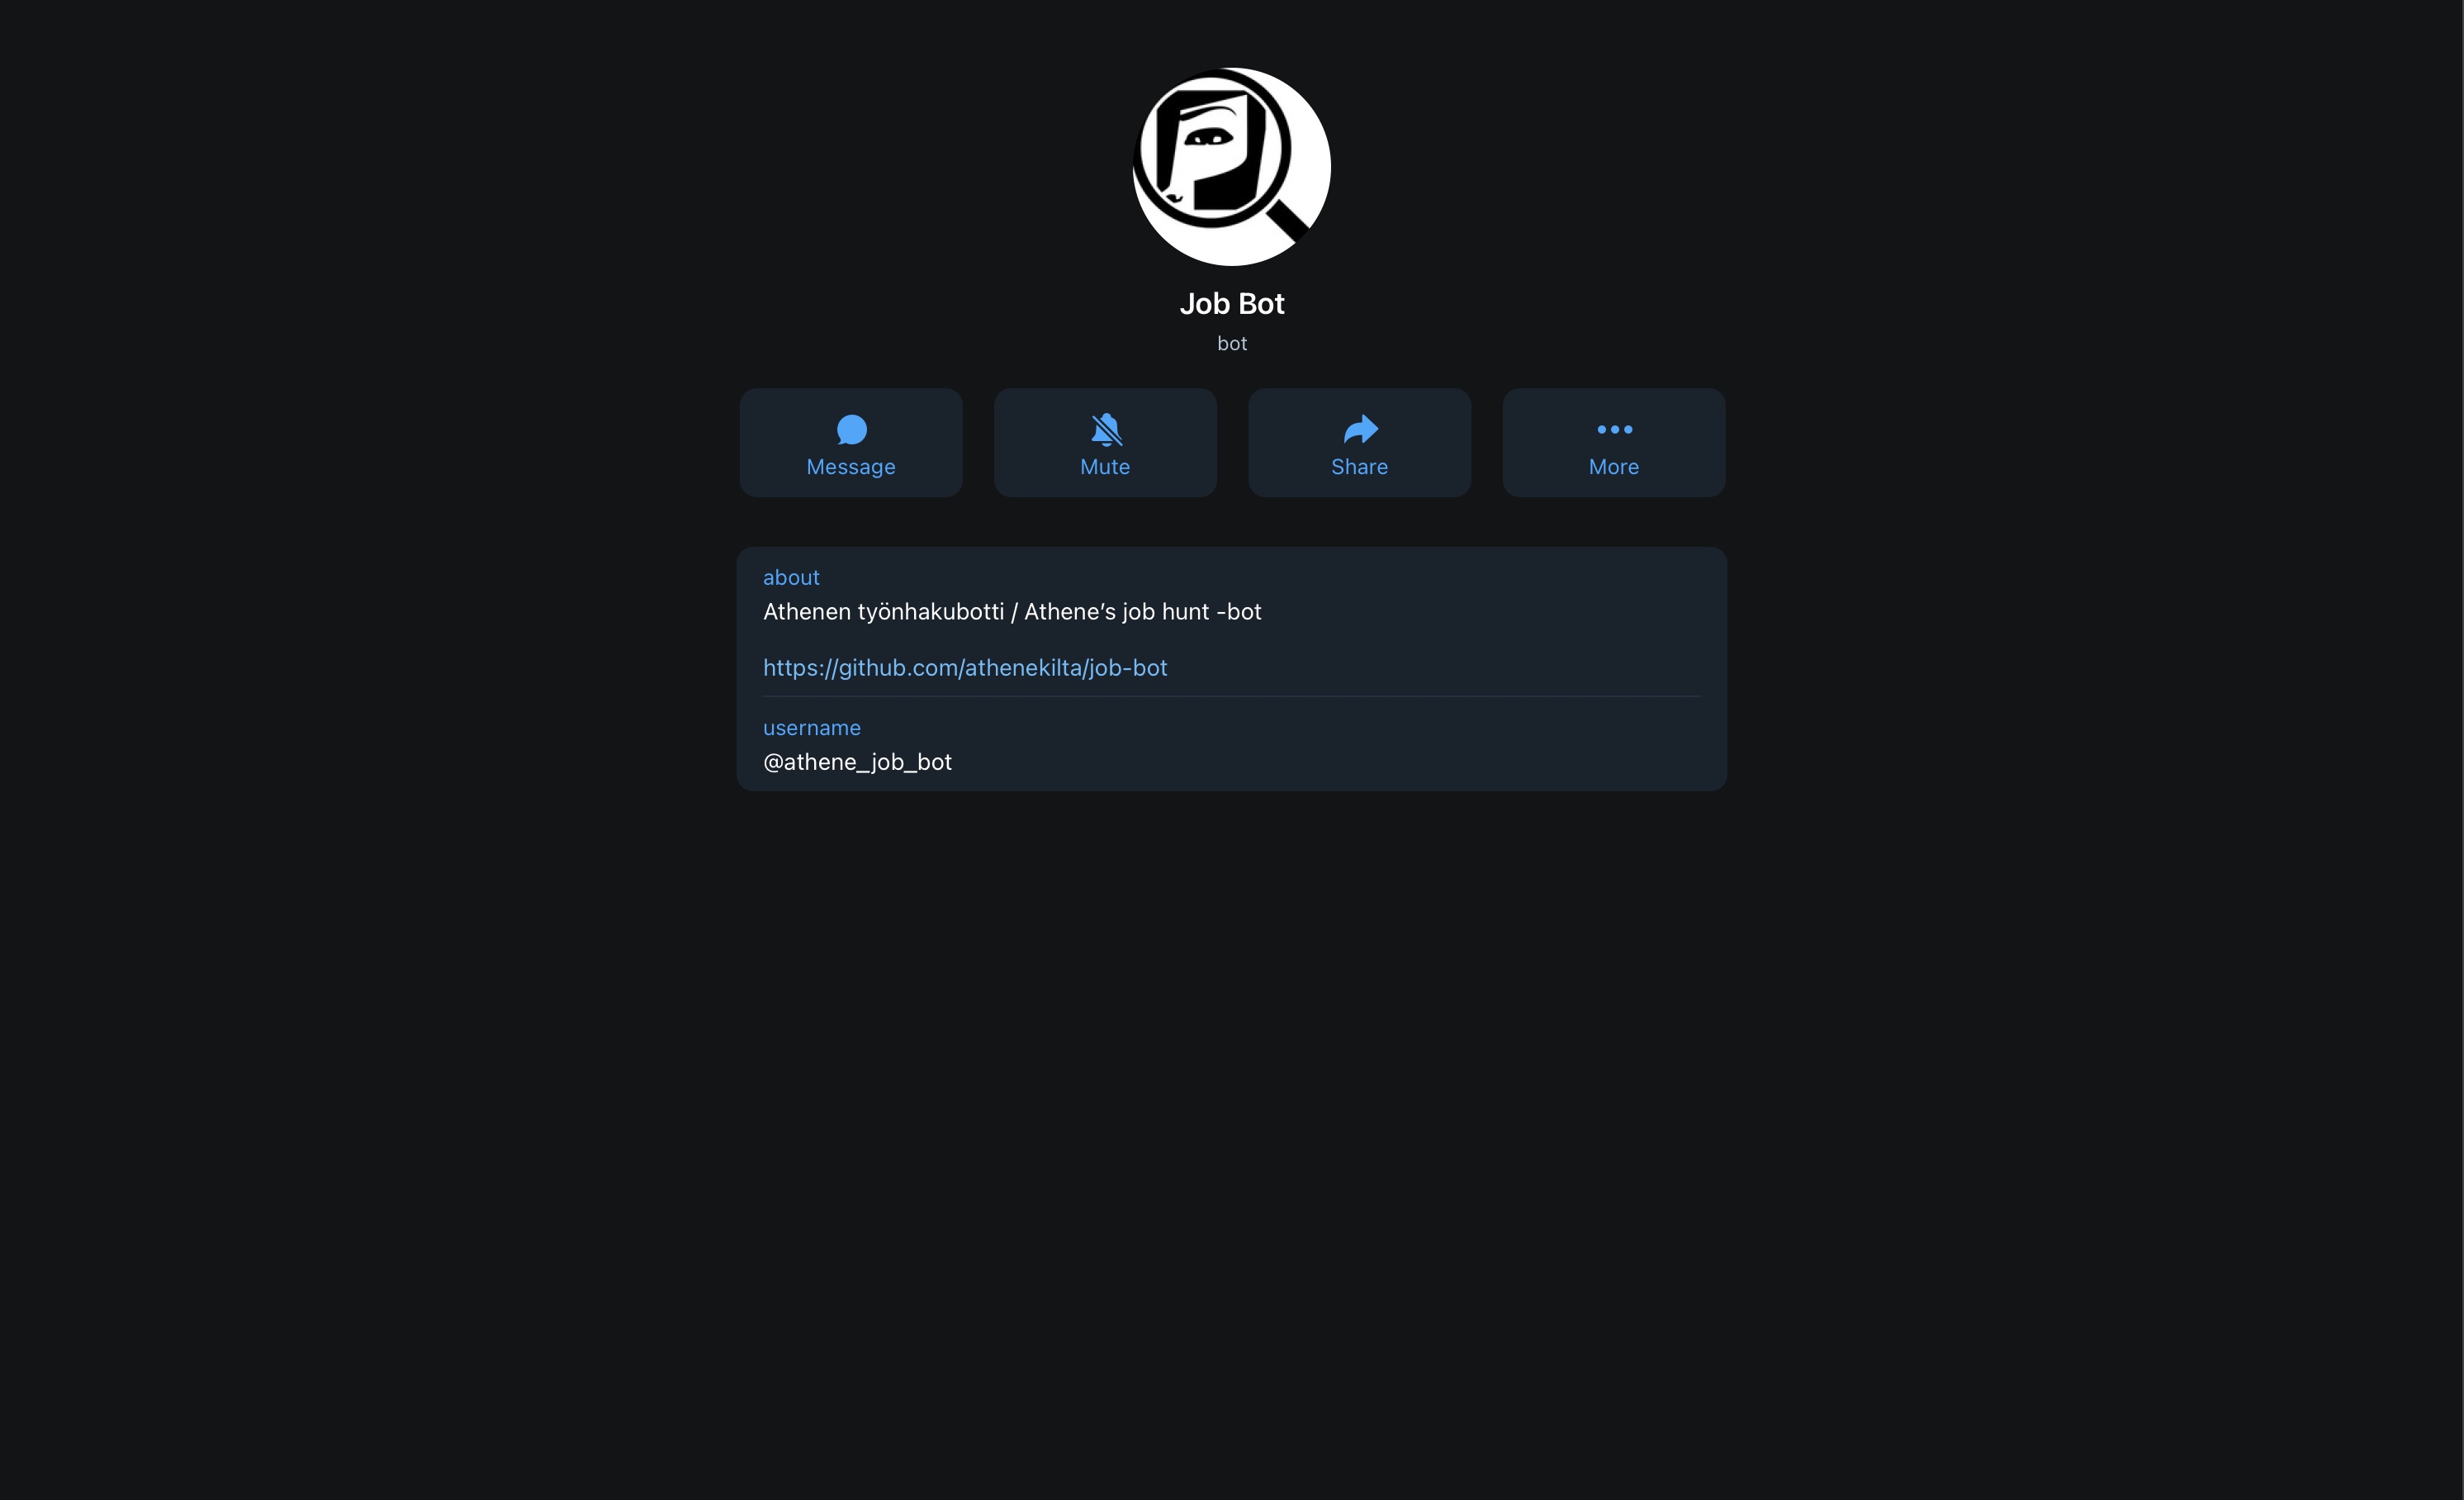 Job Bot
bot
Message
Mute
Share
More
about
Athenen työnhakubotti / Athene’s job hunt -bot
https://github.com/athenekilta/job-bot
username
@athene_job_bot